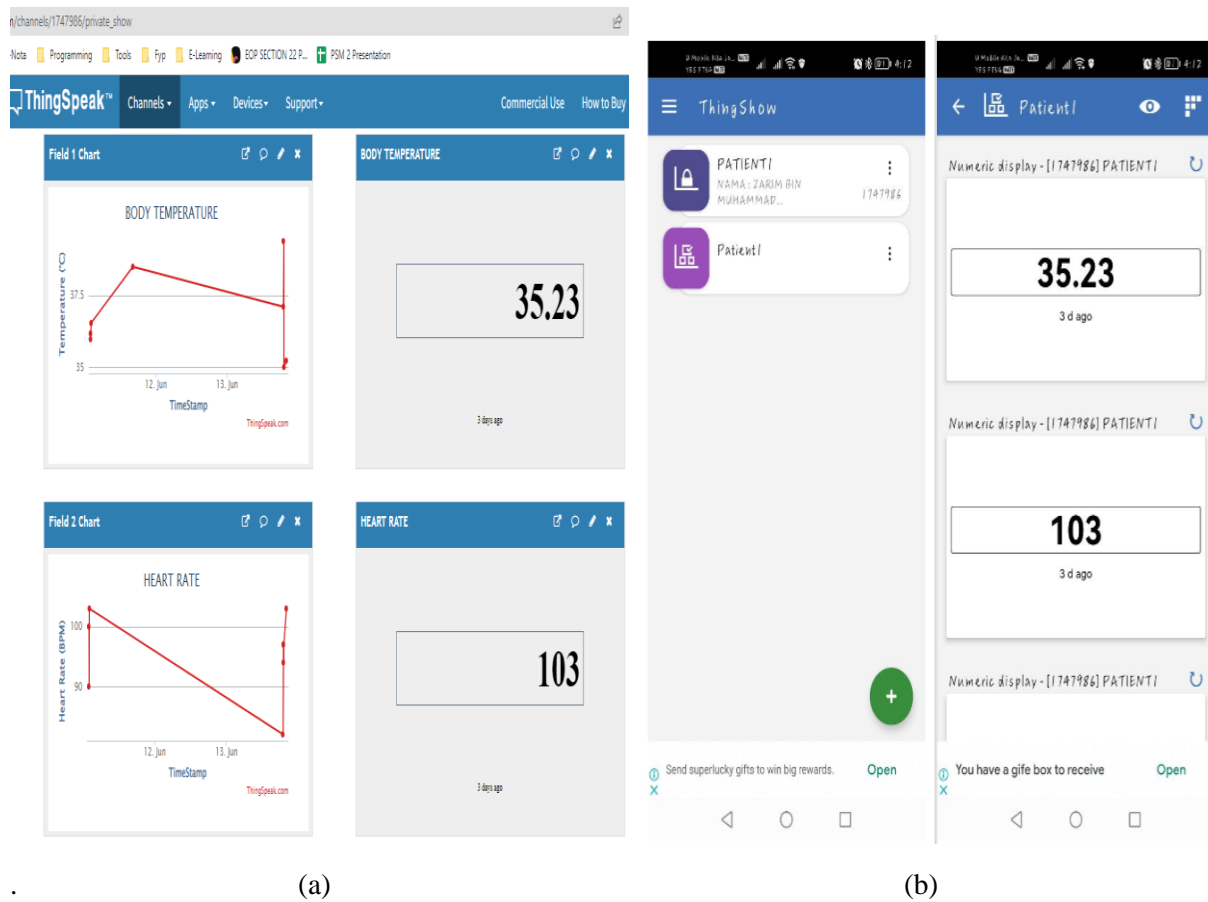 n/channels/1747986/private_show
Nota Programming Tools Fyp E-Learning EOP SECTION 22 P... PSM 2 Presentation
ThingSpeak™ Channels Apps Devices Support Commercial Use How to Buy
Field 1 Chart
BODY TEMPERATURE
Temperature (°C)
37.5
35
12. Jun 13. Jun
TimeStamp
ThingSpeak.com
BODY TEMPERATURE
35.23
3 days ago
Field 2 Chart
HEART RATE
Heart Rate (BPM)
100
90
12. Jun 13. Jun
TimeStamp
ThingSpeak.com
HEART RATE
103
3 days ago
. (a)
4:12
ThingShow
PATIENT1
NAMA : ZARIM BIN
MUHAMMAD...
1747986
Patient1
+
Send superlucky gifts to win big rewards. Open
4:12
Patient1
Numeric display - [1747986] PATIENT1
35.23
3 d ago
Numeric display - [1747986] PATIENT1
103
3 d ago
Numeric display - [1747986] PATIENT1
You have a gife box to receive Open
(b)